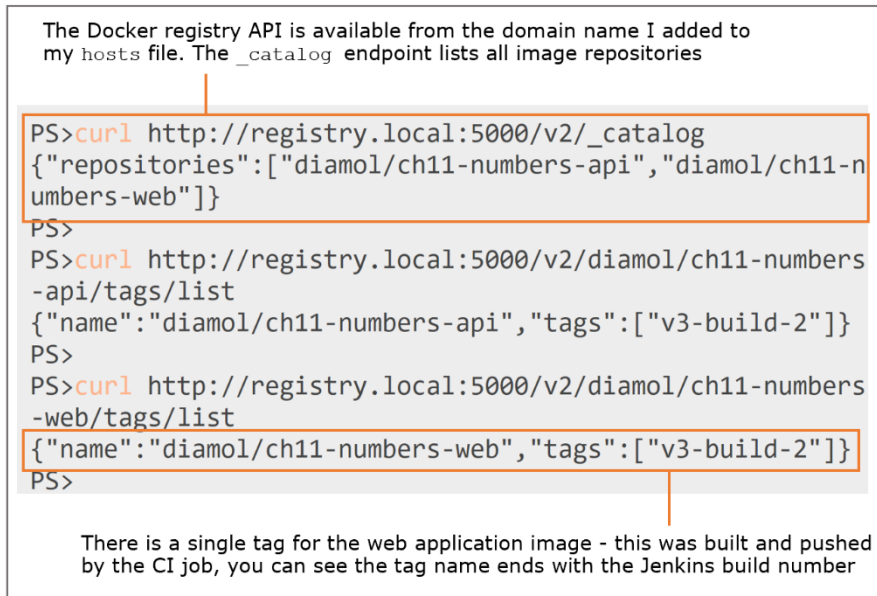 The Docker registry API is available from the domain name I added to
my hosts file. The _catalog endpoint lists all image repositories
PS>curl http://registry.local:5000/v2/_catalog
{"repositories":["diamol/ch11-numbers-api","diamol/ch11-n
umbers-web"]}
PS>
PS>curl http://registry.local:5000/v2/diamol/ch11-numbers
-api/tags/list
{"name":"diamol/ch11-numbers-api","tags":["v3-build-2"]}
PS>
PS>curl http://registry.local:5000/v2/diamol/ch11-numbers
-web/tags/list
{"name":"diamol/ch11-numbers-web","tags":["v3-build-2"]}
PS>
There is a single tag for the web application image - this was built and pushed
by the CI job, you can see the tag name ends with the Jenkins build number